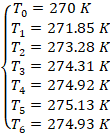 T₀ = 270 K
T₁ = 271.85 K
T₂ = 273.28 K
T₃ = 274.31 K
T₄ = 274.92 K
T₅ = 275.13 K
T₆ = 274.93 K